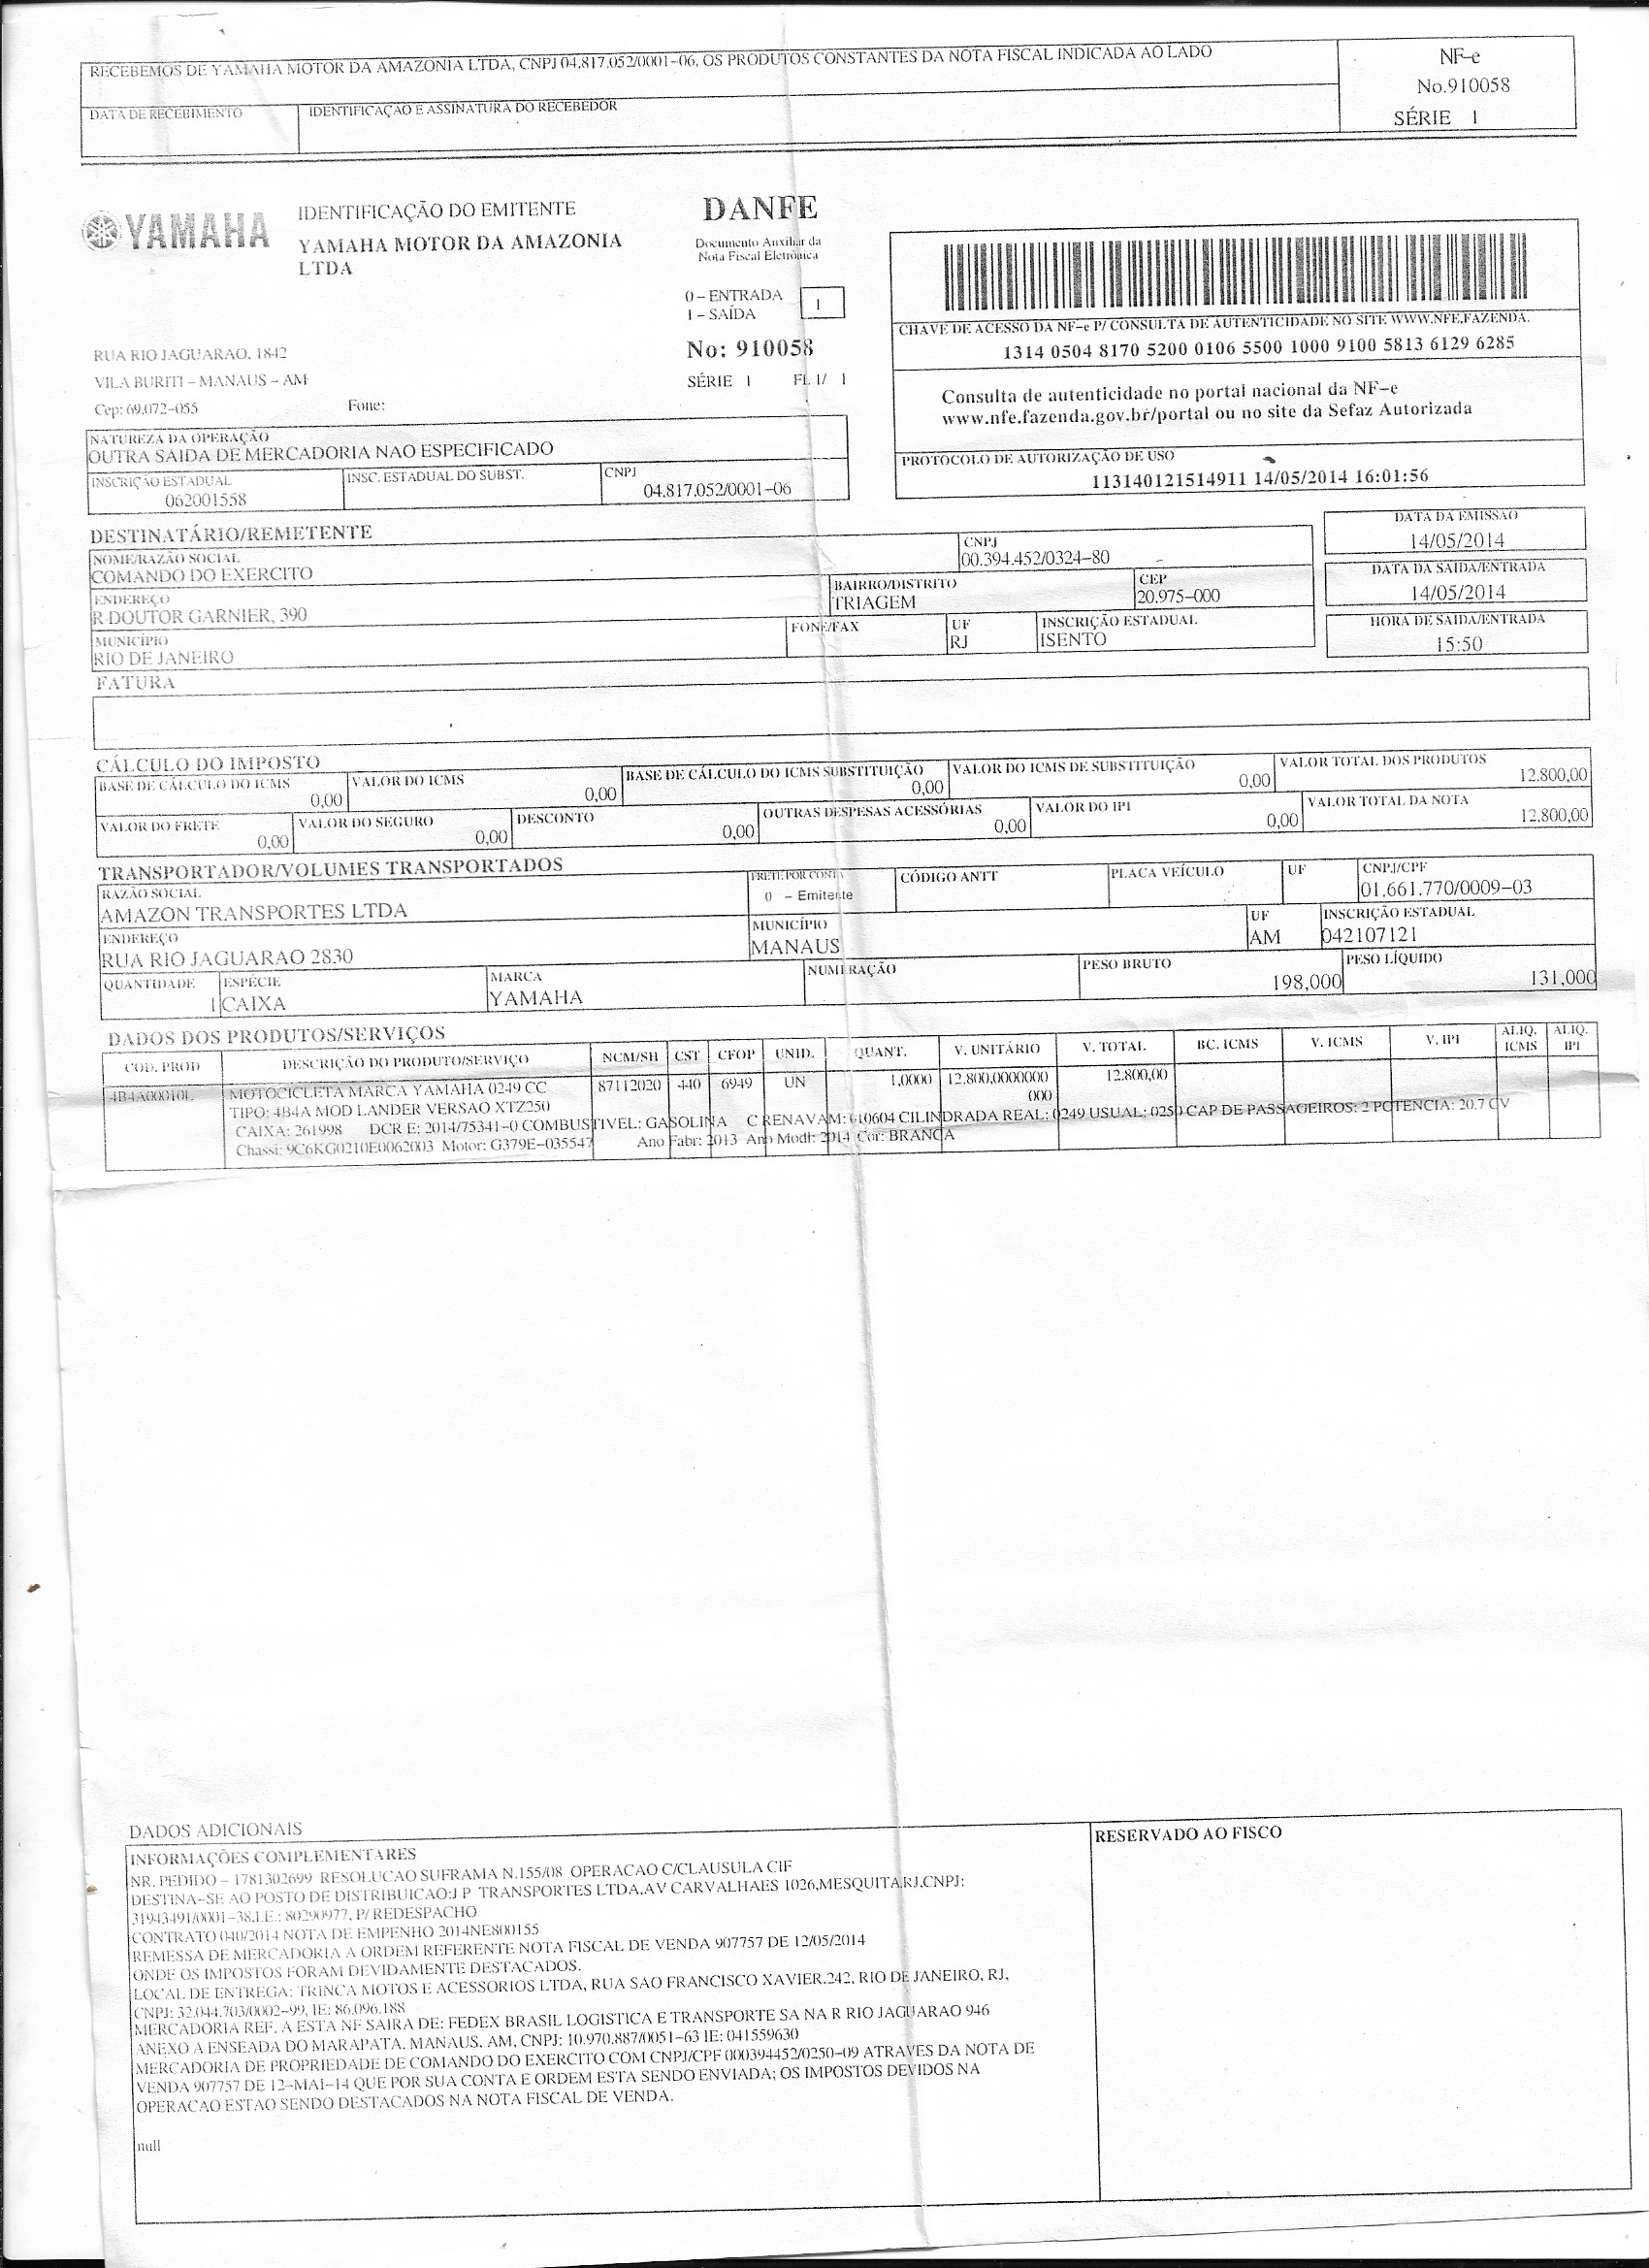 RECEBEMOS DE YAMAHA MOTOR DA AMAZONIA LTDA, CNPJ 04.817.052/0001-06, OS PRODUTOS CONSTANTES DA NOTA FISCAL INDICADA AO LADO
NF-e
No.910058
SÉRIE 1
DATA DE RECEBIMENTO
IDENTIFICAÇÃO E ASSINATURA DO RECEBEDOR
YAMAHA
IDENTIFICAÇÃO DO EMITENTE
YAMAHA MOTOR DA AMAZONIA
LTDA
RUA RIO JAGUARAO, 1842
VILA BURITI - MANAUS - AM
Cep: 69.072-055 Fone:
DANFE
Documento Auxiliar da
Nota Fiscal Eletrônica
0 - ENTRADA
1 - SAÍDA
1
No: 910058
SÉRIE 1 Fl. 1/ 1
CHAVE DE ACESSO DA NF-e P/ CONSULTA DE AUTENTICIDADE NO SITE WWW.NFE.FAZENDA.
1314 0504 8170 5200 0106 5500 1000 9100 5813 6129 6285
Consulta de autenticidade no portal nacional da NF-e
www.nfe.fazenda.gov.br/portal ou no site da Sefaz Autorizada
PROTOCOLO DE AUTORIZAÇÃO DE USO
113140121514911 14/05/2014 16:01:56
NATUREZA DA OPERAÇÃO
OUTRA SAIDA DE MERCADORIA NAO ESPECIFICADO
INSCRIÇÃO ESTADUAL
062001558
INSC. ESTADUAL DO SUBST.
CNPJ
04.817.052/0001-06
DESTINATÁRIO/REMETENTE
NOME/RAZÃO SOCIAL
COMANDO DO EXERCITO
CNPJ
00.394.452/0324-80
DATA DA EMISSÃO
14/05/2014
ENDEREÇO
R DOUTOR GARNIER, 390
BAIRRO/DISTRITO
TRIAGEM
CEP
20.975-000
DATA DA SAÍDA/ENTRADA
14/05/2014
MUNICÍPIO
RIO DE JANEIRO
FONE/FAX
UF
RJ
INSCRIÇÃO ESTADUAL
ISENTO
HORA DE SAIDA/ENTRADA
15:50
FATURA
CÁLCULO DO IMPOSTO
BASE DE CÁLCULO DO ICMS
0,00
VALOR DO ICMS
0,00
BASE DE CÁLCULO DO ICMS SUBSTITUIÇÃO
0,00
VALOR DO ICMS DE SUBSTITUIÇÃO
0,00
VALOR TOTAL DOS PRODUTOS
12.800,00
VALOR DO FRETE
0,00
VALOR DO SEGURO
0,00
DESCONTO
0,00
OUTRAS DESPESAS ACESSÓRIAS
0,00
VALOR DO IPI
0,00
VALOR TOTAL DA NOTA
12.800,00
TRANSPORTADOR/VOLUMES TRANSPORTADOS
RAZÃO SOCIAL
AMAZON TRANSPORTES LTDA
FRETE POR CONTA
0 - Emitente
CÓDIGO ANTT
PLACA VEÍCULO
UF
CNPJ/CPF
01.661.770/0009-03
ENDEREÇO
RUA RIO JAGUARAO 2830
MUNICÍPIO
MANAUS
UF
AM
INSCRIÇÃO ESTADUAL
042107121
QUANTIDADE
1
ESPÉCIE
CAIXA
MARCA
YAMAHA
NUMERAÇÃO
PESO BRUTO
198,000
PESO LÍQUIDO
131,000
DADOS DOS PRODUTOS/SERVIÇOS
COD. PROD DESCRIÇÃO DO PRODUTO/SERVIÇO NCM/SH CST CFOP UNID. QUANT. V. UNITÁRIO V. TOTAL BC. ICMS V. ICMS V. IPI ALIQ. ICMS ALIQ. IPI
4B4A00010L MOTOCICLETA MARCA YAMAHA 0249 CC 87112020 440 6949 UN 1,0000 12.800,0000000 12.800,00
000
TIPO: 4B4A MOD LANDER VERSAO XTZ250
CAIXA: 261998 DCR E: 2014/75341-0 COMBUSTIVEL: GASOLINA C RENAVAM: 610604 CILINDRADA REAL: 0249 USUAL: 0250 CAP DE PASSAGEIROS: 2 POTENCIA: 20.7 CV
Chassi: 9C6KG0210E0062003 Motor: G379E-035547 Ano Fabr: 2013 Ano Modl: 2014 Cor: BRANCA
DADOS ADICIONAIS
INFORMAÇÕES COMPLEMENTARES
RESERVADO AO FISCO
NR. PEDIDO - 1781302699 RESOLUCAO SUFRAMA N.155/08 OPERACAO C/CLAUSULA CIF
DESTINA-SE AO POSTO DE DISTRIBUICAO:J P TRANSPORTES LTDA,AV CARVALHAES 1026,MESQUITA,RJ,CNPJ:
31943491/0001-38,I.E.: 80290977, P/ REDESPACHO
CONTRATO 040/2014 NOTA DE EMPENHO 2014NE800155
REMESSA DE MERCADORIA A ORDEM REFERENTE NOTA FISCAL DE VENDA 907757 DE 12/05/2014
ONDE OS IMPOSTOS FORAM DEVIDAMENTE DESTACADOS.
LOCAL DE ENTREGA: TRINCA MOTOS E ACESSORIOS LTDA, RUA SAO FRANCISCO XAVIER,242, RIO DE JANEIRO, RJ,
CNPJ: 32.044.703/0002-99, IE: 86.096.188
MERCADORIA REF. A ESTA NF SAIRA DE: FEDEX BRASIL LOGISTICA E TRANSPORTE SA NA R RIO JAGUARAO 946
ANEXO A ENSEADA DO MARAPATA, MANAUS, AM, CNPJ: 10.970.887/0051-63 IE: 041559630
MERCADORIA DE PROPRIEDADE DE COMANDO DO EXERCITO COM CNPJ/CPF 000394452/0250-09 ATRAVES DA NOTA DE
VENDA 907757 DE 12-MAI-14 QUE POR SUA CONTA E ORDEM ESTA SENDO ENVIADA; OS IMPOSTOS DEVIDOS NA
OPERACAO ESTAO SENDO DESTACADOS NA NOTA FISCAL DE VENDA.
null